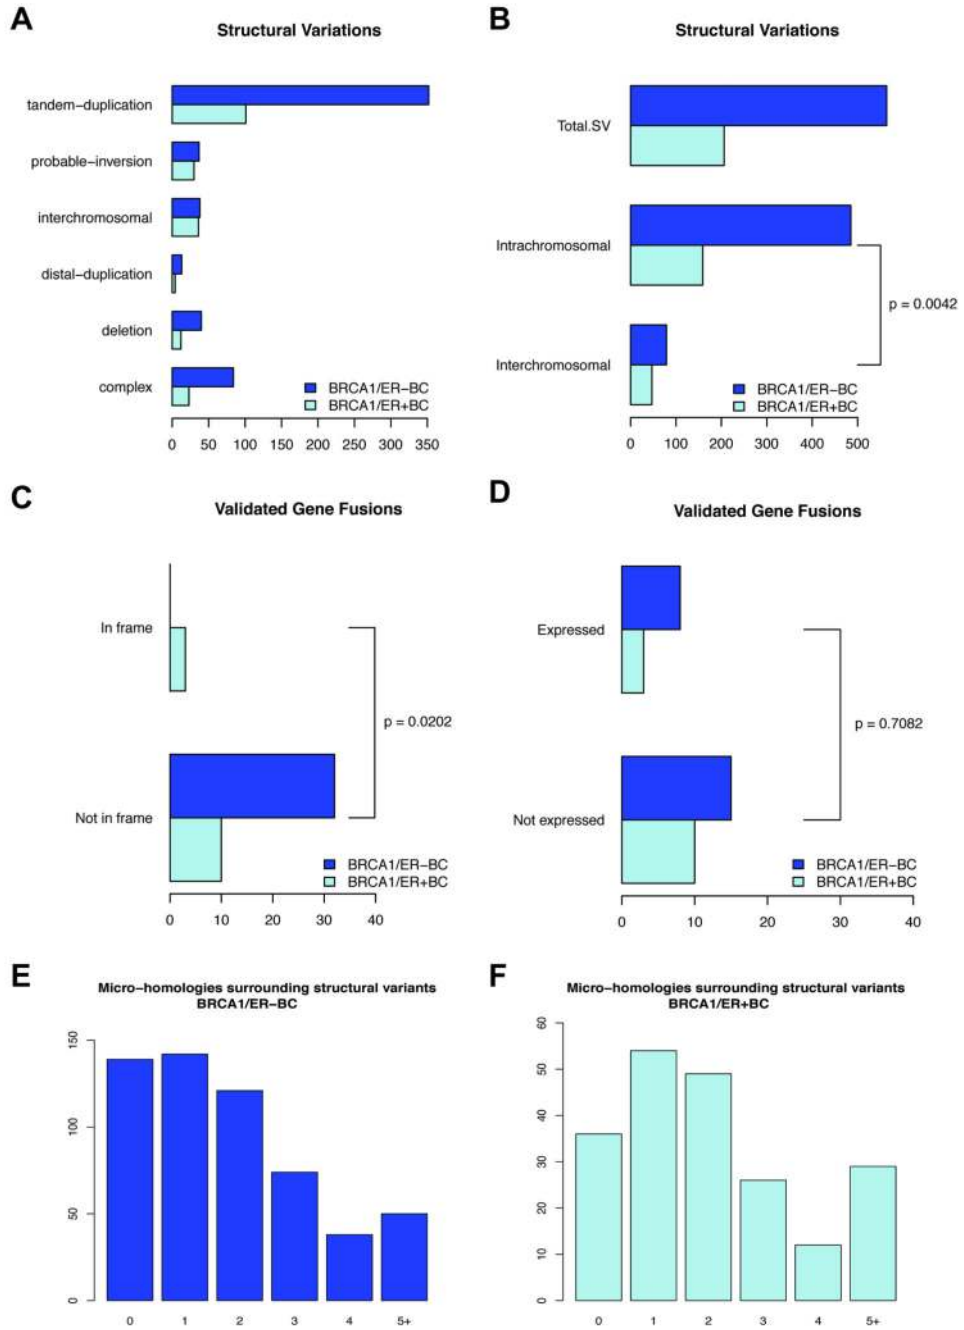 A
Structural Variations
tandem-duplication
probable-inversion
interchromosomal
distal-duplication
deletion
complex
BRCA1/ER-BC
BRCA1/ER+BC
0 50 100 150 200 250 300 350
B
Structural Variations
Total.SV
Intrachromosomal
p = 0.0042
Interchromosomal
BRCA1/ER-BC
BRCA1/ER+BC
0 100 200 300 400 500
C
Validated Gene Fusions
In frame
p = 0.0202
Not in frame
BRCA1/ER-BC
BRCA1/ER+BC
0 10 20 30 40
D
Validated Gene Fusions
Expressed
p = 0.7082
Not expressed
BRCA1/ER-BC
BRCA1/ER+BC
0 10 20 30 40
E
Micro-homologies surrounding structural variants
BRCA1/ER-BC
150
100
50
0
0 1 2 3 4 5+
F
Micro-homologies surrounding structural variants
BRCA1/ER+BC
60
50
40
30
20
10
0
0 1 2 3 4 5+